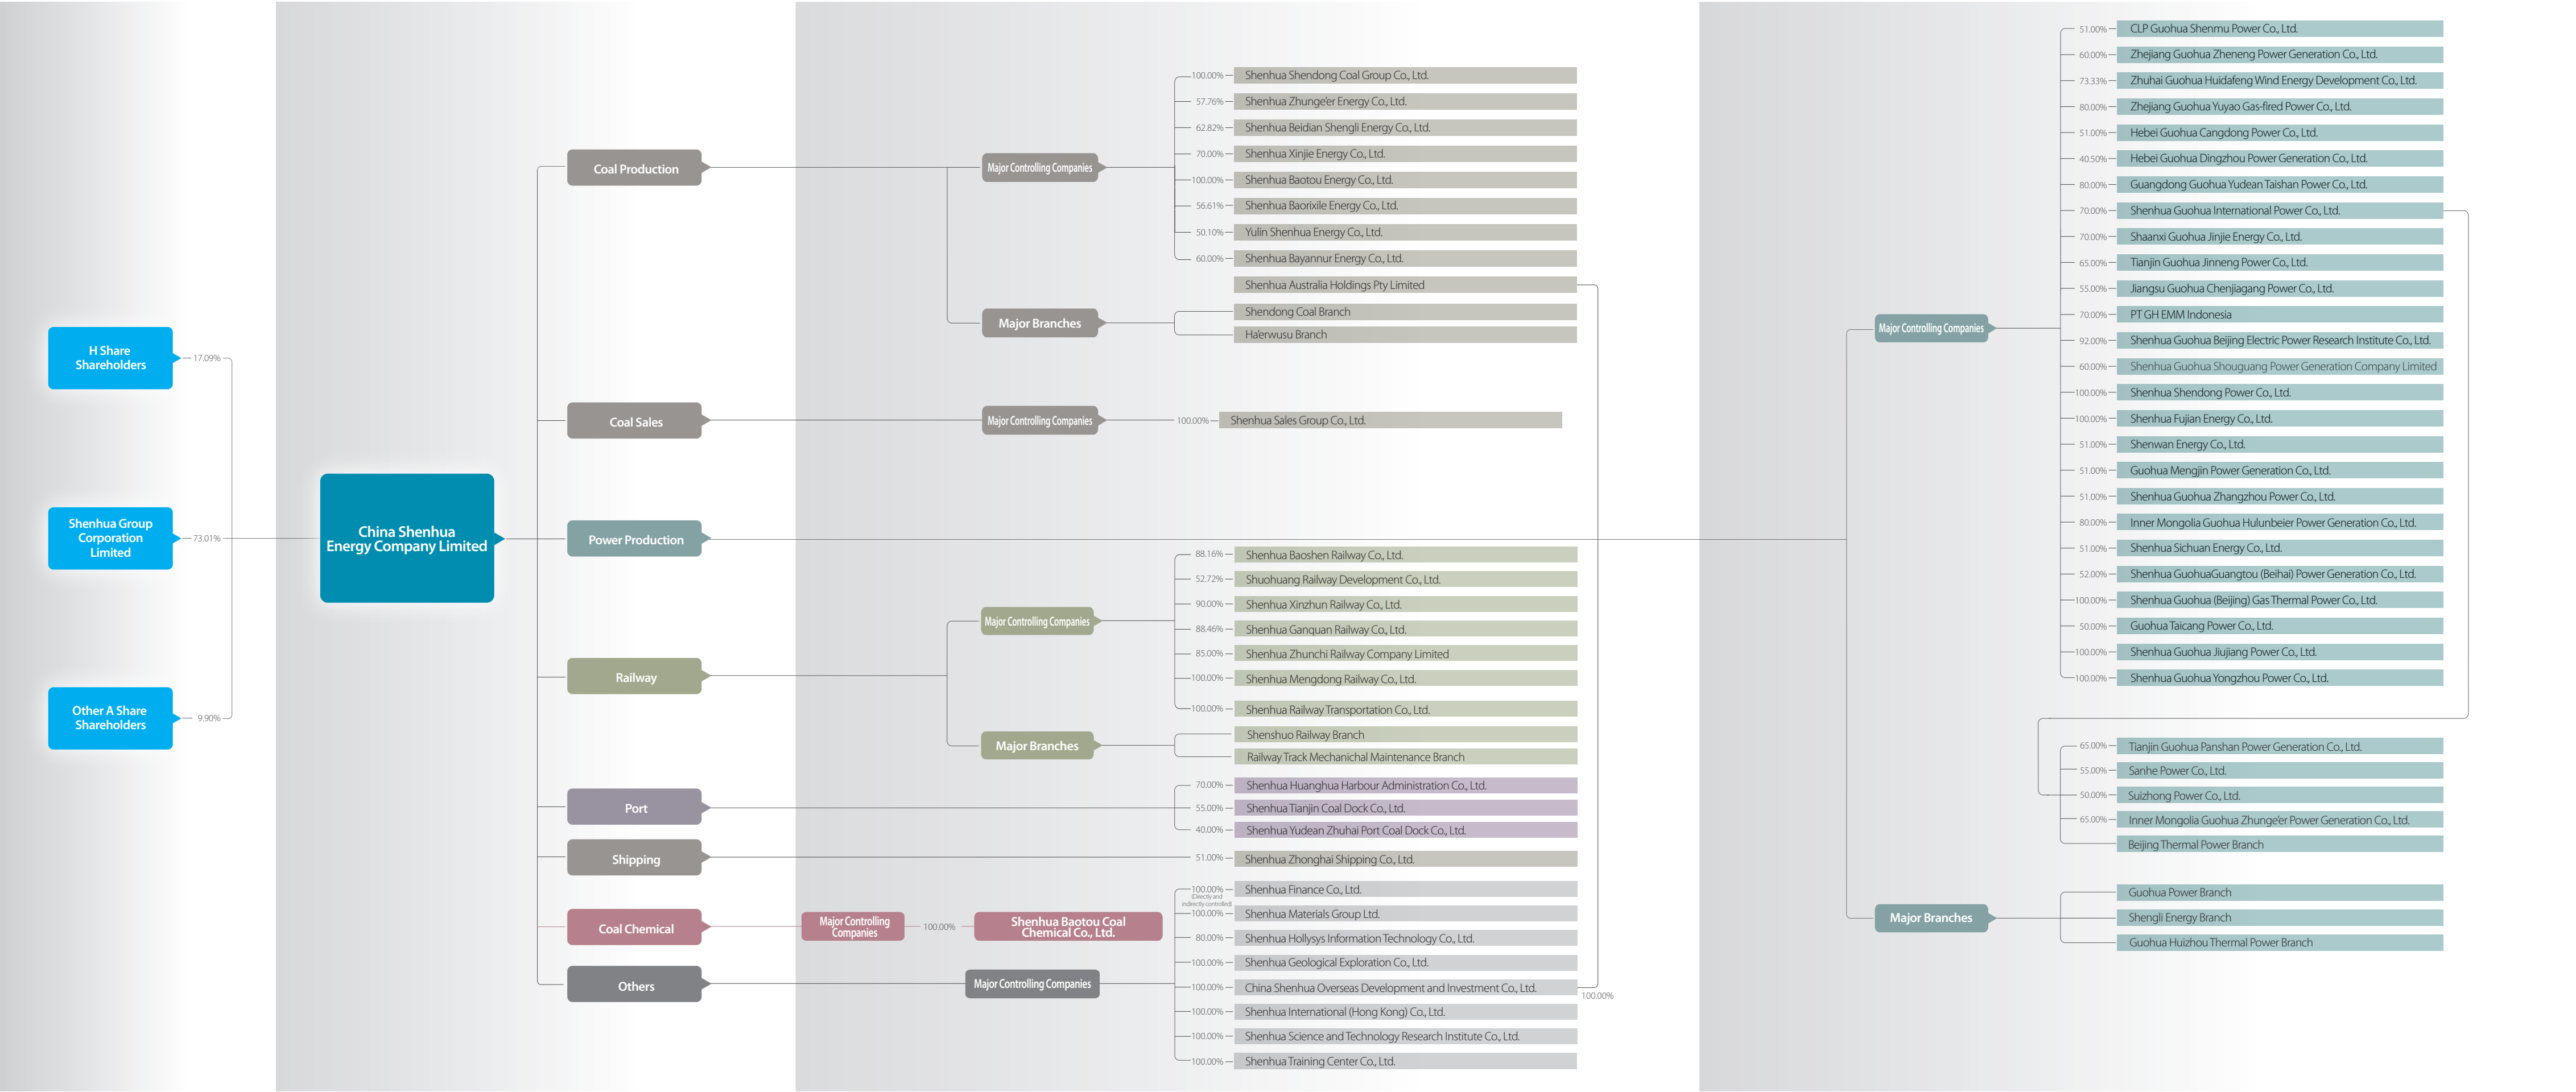 H Share
Shareholders
17.09%
Shenhua Group
Corporation
Limited
73.01%
Other A Share
Shareholders
9.90%
China Shenhua
Energy Company Limited
Coal Production
Major Controlling Companies
100.00% Shenhua Shendong Coal Group Co., Ltd.
57.76% Shenhua Zhunge'er Energy Co., Ltd.
62.82% Shenhua Beidian Shengli Energy Co., Ltd.
70.00% Shenhua Xinjie Energy Co., Ltd.
100.00% Shenhua Baotou Energy Co., Ltd.
56.61% Shenhua Baorixile Energy Co., Ltd.
50.10% Yulin Shenhua Energy Co., Ltd.
60.00% Shenhua Bayannur Energy Co., Ltd.
Shenhua Australia Holdings Pty Limited
Major Branches
Shendong Coal Branch
Ha'erwusu Branch
Coal Sales
Major Controlling Companies
100.00% Shenhua Sales Group Co., Ltd.
Power Production
Railway
Major Controlling Companies
88.16% Shenhua Baoshen Railway Co., Ltd.
52.72% Shuohuang Railway Development Co., Ltd.
90.00% Shenhua Xinzhun Railway Co., Ltd.
88.46% Shenhua Ganquan Railway Co., Ltd.
85.00% Shenhua Zhunchi Railway Company Limited
100.00% Shenhua Mengdong Railway Co., Ltd.
100.00% Shenhua Railway Transportation Co., Ltd.
Major Branches
Shenshuo Railway Branch
Railway Track Mechanichal Maintenance Branch
Port
70.00% Shenhua Huanghua Harbour Administration Co., Ltd.
55.00% Shenhua Tianjin Coal Dock Co., Ltd.
40.00% Shenhua Yudean Zhuhai Port Coal Dock Co., Ltd.
Shipping
51.00% Shenhua Zhonghai Shipping Co., Ltd.
Coal Chemical
Major Controlling
Companies
100.00%
Shenhua Baotou Coal
Chemical Co., Ltd.
Others
Major Controlling Companies
100.00% Shenhua Finance Co., Ltd.
(Directly and
indirectly controlled)
100.00% Shenhua Materials Group Ltd.
80.00% Shenhua Hollysys Information Technology Co., Ltd.
100.00% Shenhua Geological Exploration Co., Ltd.
100.00% China Shenhua Overseas Development and Investment Co., Ltd.
100.00%
100.00% Shenhua International (Hong Kong) Co., Ltd.
100.00% Shenhua Science and Technology Research Institute Co., Ltd.
100.00% Shenhua Training Center Co., Ltd.
Major Controlling Companies
51.00% CLP Guohua Shenmu Power Co., Ltd.
60.00% Zhejiang Guohua Zheneng Power Generation Co., Ltd.
73.33% Zhuhai Guohua Huidafeng Wind Energy Development Co., Ltd.
80.00% Zhejiang Guohua Yuyao Gas-fired Power Co., Ltd.
51.00% Hebei Guohua Cangdong Power Co., Ltd.
40.50% Hebei Guohua Dingzhou Power Generation Co., Ltd.
80.00% Guangdong Guohua Yudean Taishan Power Co., Ltd.
70.00% Shenhua Guohua International Power Co., Ltd.
70.00% Shaanxi Guohua Jinjie Energy Co., Ltd.
65.00% Tianjin Guohua Jinneng Power Co., Ltd.
55.00% Jiangsu Guohua Chenjiagang Power Co., Ltd.
70.00% PT GH EMM Indonesia
92.00% Shenhua Guohua Beijing Electric Power Research Institute Co., Ltd.
60.00% Shenhua Guohua Shouguang Power Generation Company Limited
100.00% Shenhua Shendong Power Co., Ltd.
100.00% Shenhua Fujian Energy Co., Ltd.
51.00% Shenwan Energy Co., Ltd.
51.00% Guohua Mengjin Power Generation Co., Ltd.
51.00% Shenhua Guohua Zhangzhou Power Co., Ltd.
80.00% Inner Mongolia Guohua Hulunbeier Power Generation Co., Ltd.
51.00% Shenhua Sichuan Energy Co., Ltd.
52.00% Shenhua GuohuaGuangtou (Beihai) Power Generation Co., Ltd.
100.00% Shenhua Guohua (Beijing) Gas Thermal Power Co., Ltd.
50.00% Guohua Taicang Power Co., Ltd.
100.00% Shenhua Guohua Jiujiang Power Co., Ltd.
100.00% Shenhua Guohua Yongzhou Power Co., Ltd.
65.00% Tianjin Guohua Panshan Power Generation Co., Ltd.
55.00% Sanhe Power Co., Ltd.
50.00% Suizhong Power Co., Ltd.
65.00% Inner Mongolia Guohua Zhunge'er Power Generation Co., Ltd.
Beijing Thermal Power Branch
Major Branches
Guohua Power Branch
Shengli Energy Branch
Guohua Huizhou Thermal Power Branch